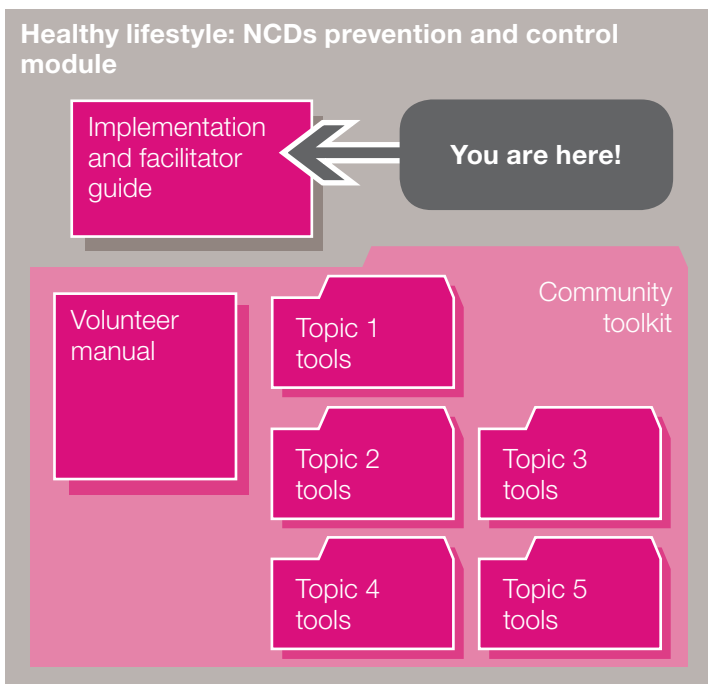 Healthy lifestyle: NCDs prevention and control
module
Implementation
and facilitator
guide
You are here!
Community
toolkit
Volunteer
manual
Topic 1
tools
Topic 2
tools
Topic 3
tools
Topic 4
tools
Topic 5
tools